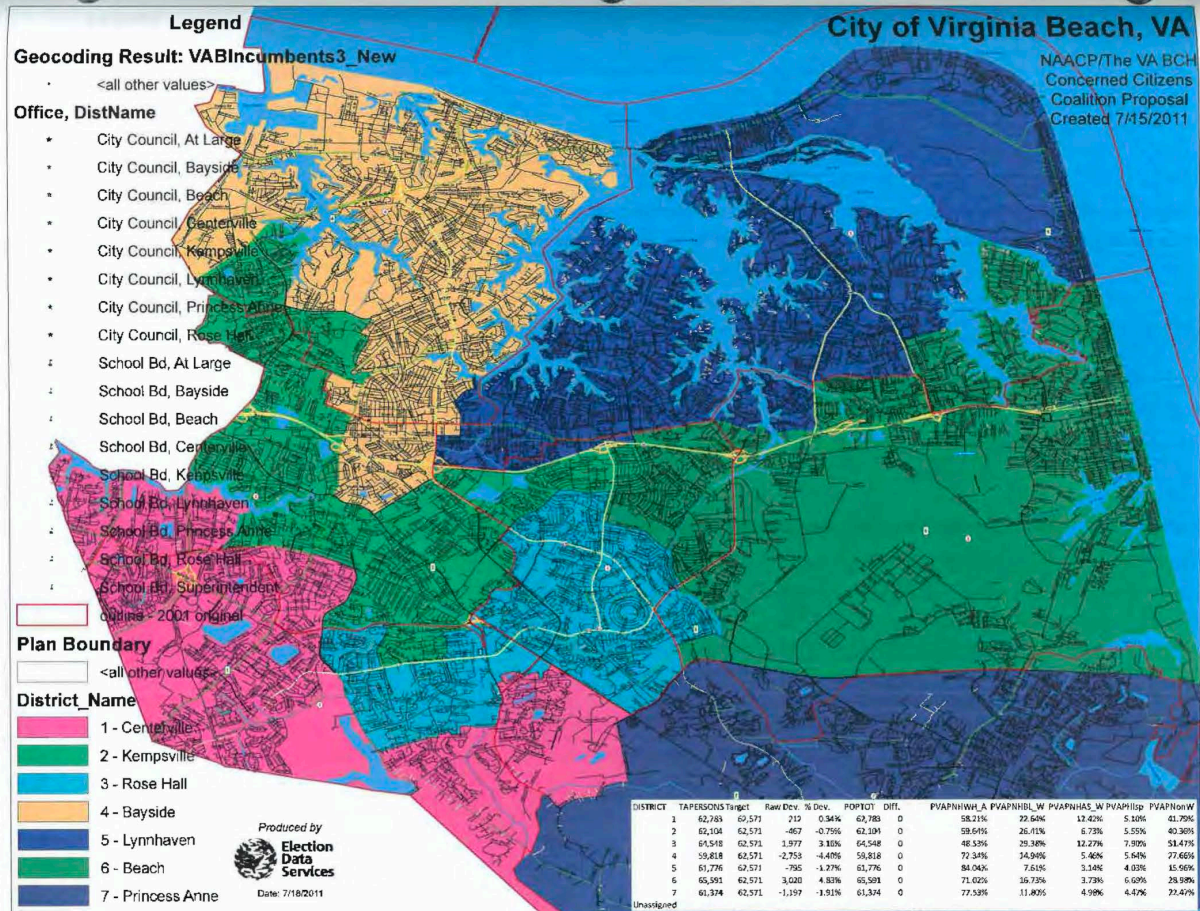 Legend
City of Virginia Beach, VA
NAACP/The VA BCH
Concerned Citizens
Coalition Proposal
Created 7/15/2011
Geocoding Result: VABIncumbents3_New
<all other values>
Office, DistName
City Council, At Large
City Council, Bayside
City Council, Beach
City Council, Centerville
City Council, Kempsville
City Council, Lynnhaven
City Council, Princess Anne
City Council, Rose Hall
School Bd, At Large
School Bd, Bayside
School Bd, Beach
School Bd, Centerville
School Bd, Kempsville
School Bd, Lynnhaven
School Bd, Princess Anne
School Bd, Rose Hall
School Bd, Superintendent
outline - 2001 original
Plan Boundary
<all other values>
District_Name
1 - Centerville
2 - Kempsville
3 - Rose Hall
4 - Bayside
5 - Lynnhaven
6 - Beach
7 - Princess Anne
Produced by
Election
Data
Services
Date: 7/18/2011
DISTRICT TAPERSONS Target Raw Dev. % Dev. POPTOT Diff. PVAPNHWH_A PVAPNHBL_W PVAPNHAS_W PVAPHisp PVAPNonW
1 62,783 62,571 212 0.34% 62,783 0 58.21% 22.64% 12.42% 5.10% 41.79%
2 62,104 62,571 -467 -0.75% 62,104 0 59.64% 26.41% 6.73% 5.55% 40.36%
3 64,548 62,571 1,977 3.16% 64,548 0 48.53% 29.38% 12.27% 7.90% 51.47%
4 59,818 62,571 -2,753 -4.40% 59,818 0 72.34% 14.94% 5.46% 5.64% 27.66%
5 61,776 62,571 -795 -1.27% 61,776 0 84.04% 7.61% 3.14% 4.03% 15.96%
6 65,591 62,571 3,020 4.83% 65,591 0 71.02% 16.73% 3.73% 6.69% 28.98%
7 61,374 62,571 -1,197 -1.91% 61,374 0 77.53% 11.80% 4.98% 4.47% 22.47%
Unassigned